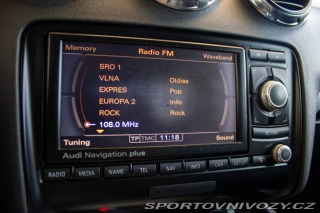 Memory Radio FM Waveband
SRO 1
VLNA Oldies
EXPRES Pop
EUROPA 2 Info
ROCK Rock
108.0 MHz
Tuning TP TMC 11:18 Sound
Audi Navigation plus
RETURN
RADIO MEDIA NAME TEL NAV INFO CAR SETUP
SPORTOVNIVOZY.CZ